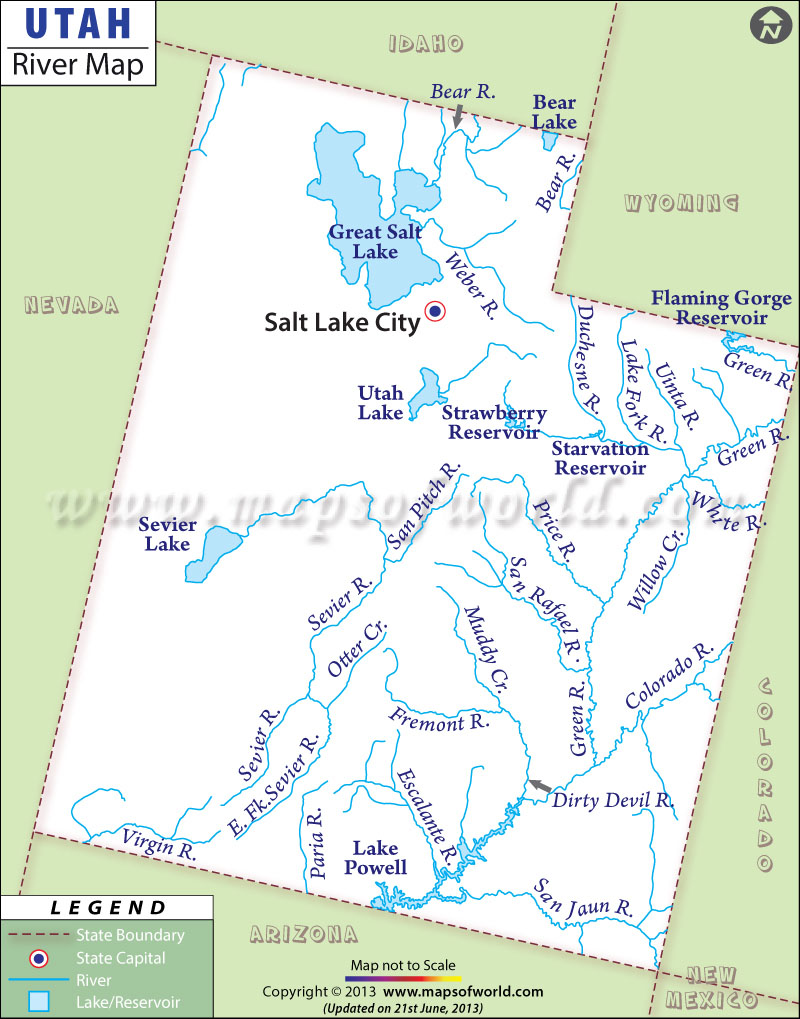 UTAH
River Map
N
IDAHO
Bear R.
Bear
Lake
Bear R.
WYOMING
Great Salt
Lake
Weber R.
NEVADA
Salt Lake City
Flaming Gorge
Reservoir
Green R.
Duchesne R.
Lake Fork R.
Uinta R.
Utah
Lake
Strawberry
Reservoir
Starvation
Reservoir
Green R.
San Pitch R.
www.mapsofworld.com
White R.
Sevier
Lake
Price R.
Willow Cr.
San Rafael R.
Sevier R.
Otter Cr.
Muddy Cr.
Colorado R.
Green R.
Fremont R.
Sevier R.
E. Fk.Sevier R.
Escalante R.
Dirty Devil R.
COLORADO
Virgin R.
Paria R.
Lake
Powell
San Jaun R.
ARIZONA
NEW
MEXICO
LEGEND
State Boundary
State Capital
River
Lake/Reservoir
Map not to Scale
Copyright © 2013 www.mapsofworld.com
(Updated on 21st June, 2013)